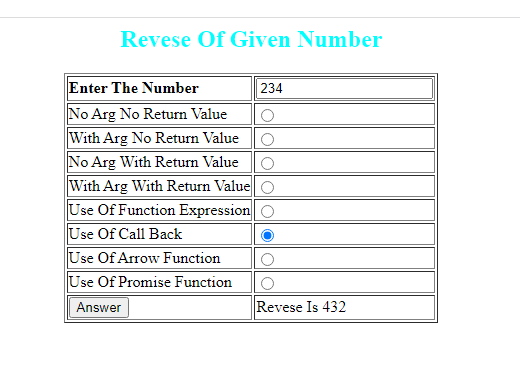 Revese Of Given Number
Enter The Number 234
No Arg No Return Value
With Arg No Return Value
No Arg With Return Value
With Arg With Return Value
Use Of Function Expression
Use Of Call Back
Use Of Arrow Function
Use Of Promise Function
Answer Revese Is 432